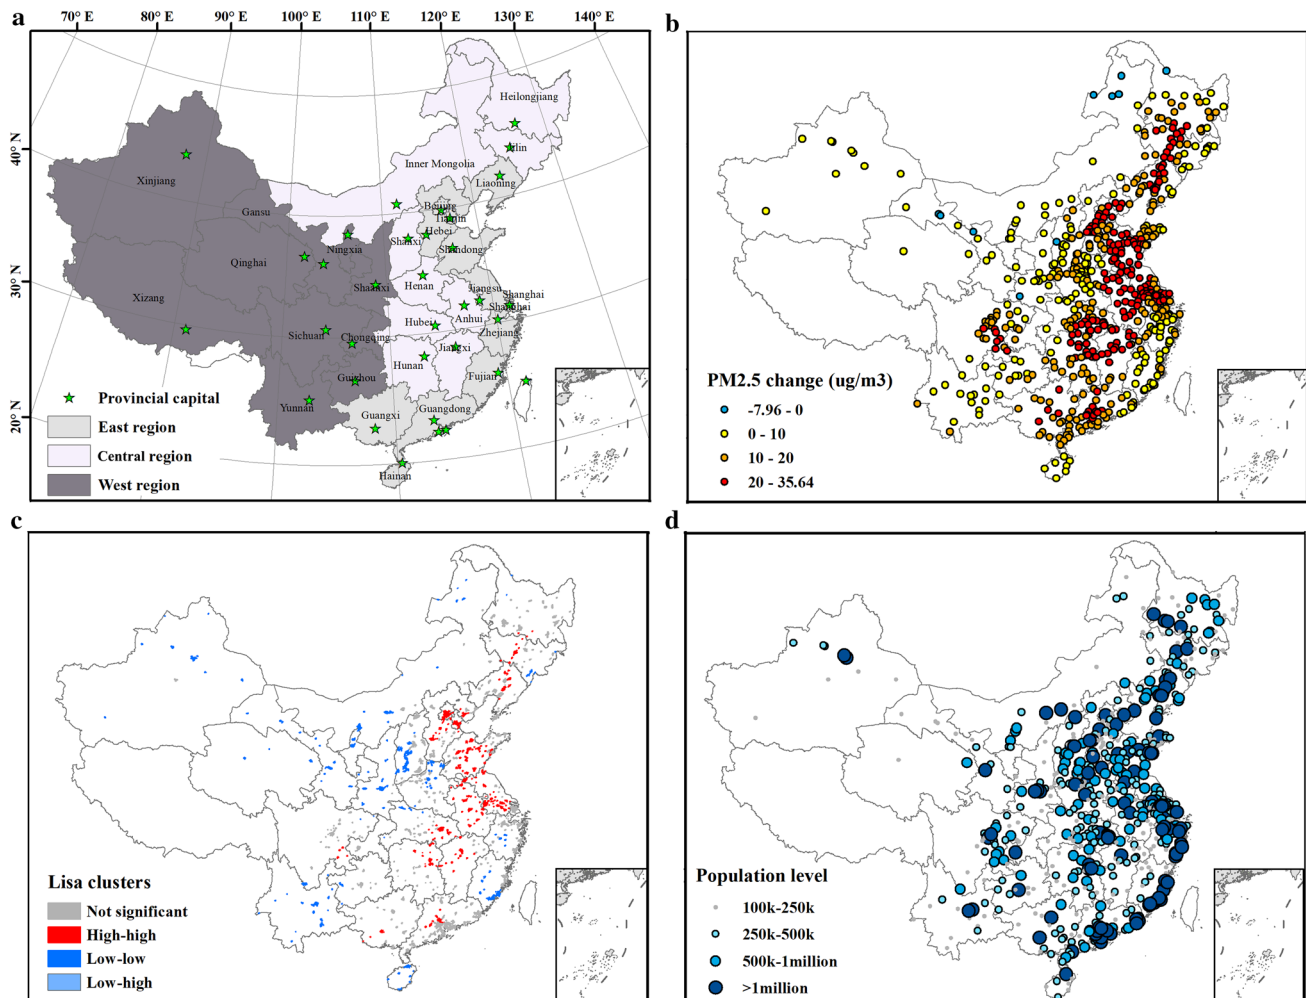 a
70° E 80° E 90° E 100° E 110° E 120° E 130° E 140° E
40° N
30° N
20° N
Heilongjiang
Jilin
Inner Mongolia
Liaoning
Xinjiang
Gansu
Beijing
Tianjin
Hebei
Shanxi
Shandong
Ningxia
Qinghai
Shaanxi
Henan
Jiangsu
Shanghai
Shanghai
Xizang
Anhui
Hubei
Zhejiang
Sichuan
Chongqing
Jiangxi
Hunan
Fujian
Guizhou
Yunnan
Guangxi
Guangdong
Hainan
Provincial capital
East region
Central region
West region
b
PM2.5 change (ug/m3)
-7.96 - 0
0 - 10
10 - 20
20 - 35.64
c
Lisa clusters
Not significant
High-high
Low-low
Low-high
d
Population level
100k-250k
250k-500k
500k-1million
>1million